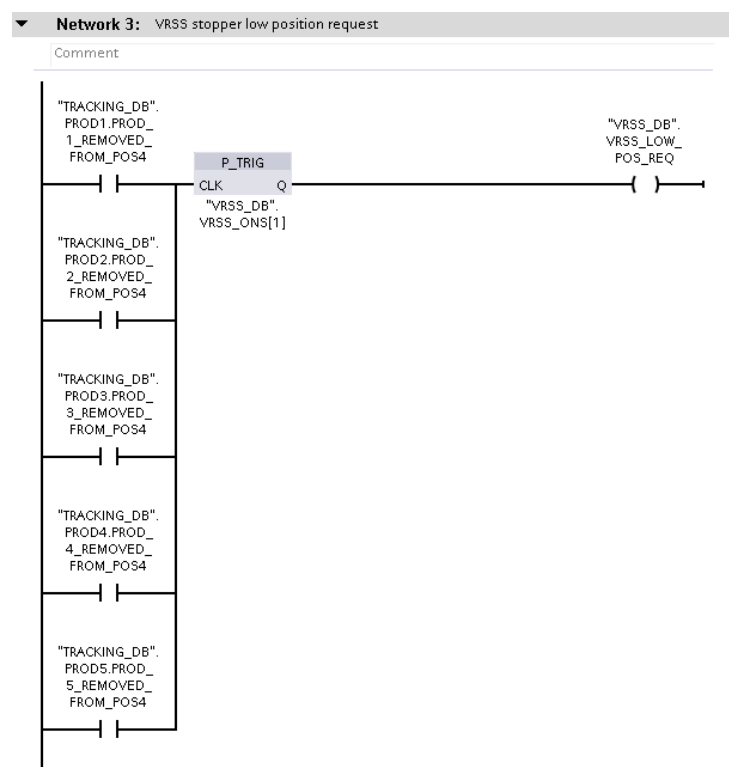 Network 3: VRSS stopper low position request
Comment
"TRACKING_DB".
PROD1.PROD_
1_REMOVED_
FROM_POS4
P_TRIG
CLK Q
"VRSS_DB".
VRSS_ONS[1]
"VRSS_DB".
VRSS_LOW_
POS_REQ
"TRACKING_DB".
PROD2.PROD_
2_REMOVED_
FROM_POS4
"TRACKING_DB".
PROD3.PROD_
3_REMOVED_
FROM_POS4
"TRACKING_DB".
PROD4.PROD_
4_REMOVED_
FROM_POS4
"TRACKING_DB".
PROD5.PROD_
5_REMOVED_
FROM_POS4